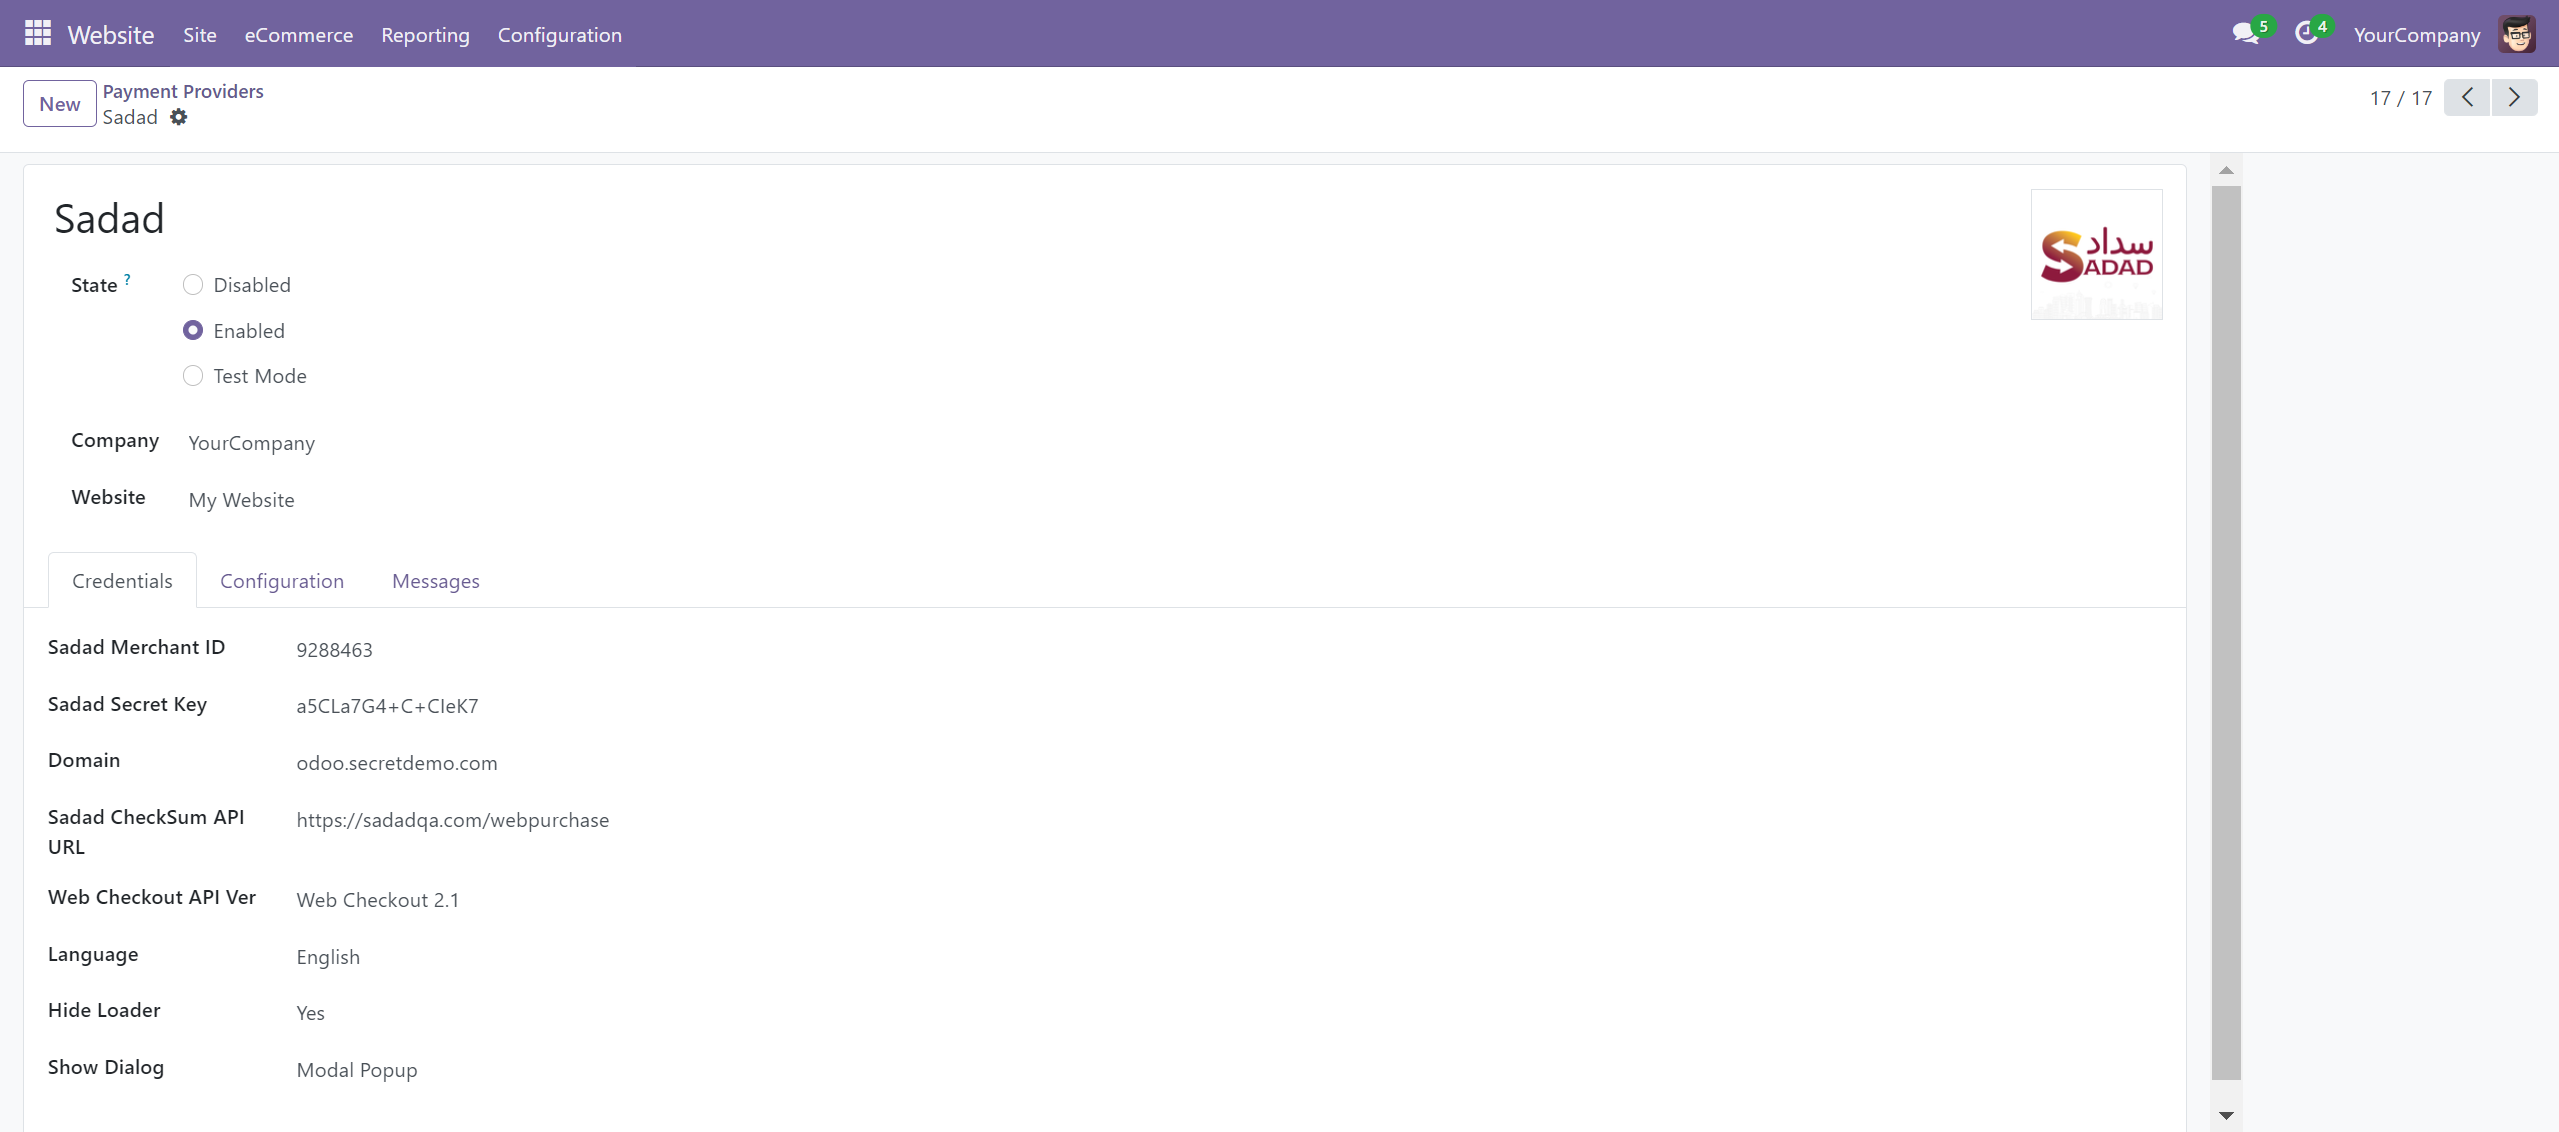 Website Site eCommerce Reporting Configuration 5 4 YourCompany
New Payment Providers 17 / 17
Sadad
Sadad
سداد
SADAD
State ? Disabled
Enabled
Test Mode
Company YourCompany
Website My Website
Credentials Configuration Messages
Sadad Merchant ID 9288463
Sadad Secret Key a5CLa7G4+C+CIeK7
Domain odoo.secretdemo.com
Sadad CheckSum API https://sadadqa.com/webpurchase
URL
Web Checkout API Ver Web Checkout 2.1
Language English
Hide Loader Yes
Show Dialog Modal Popup